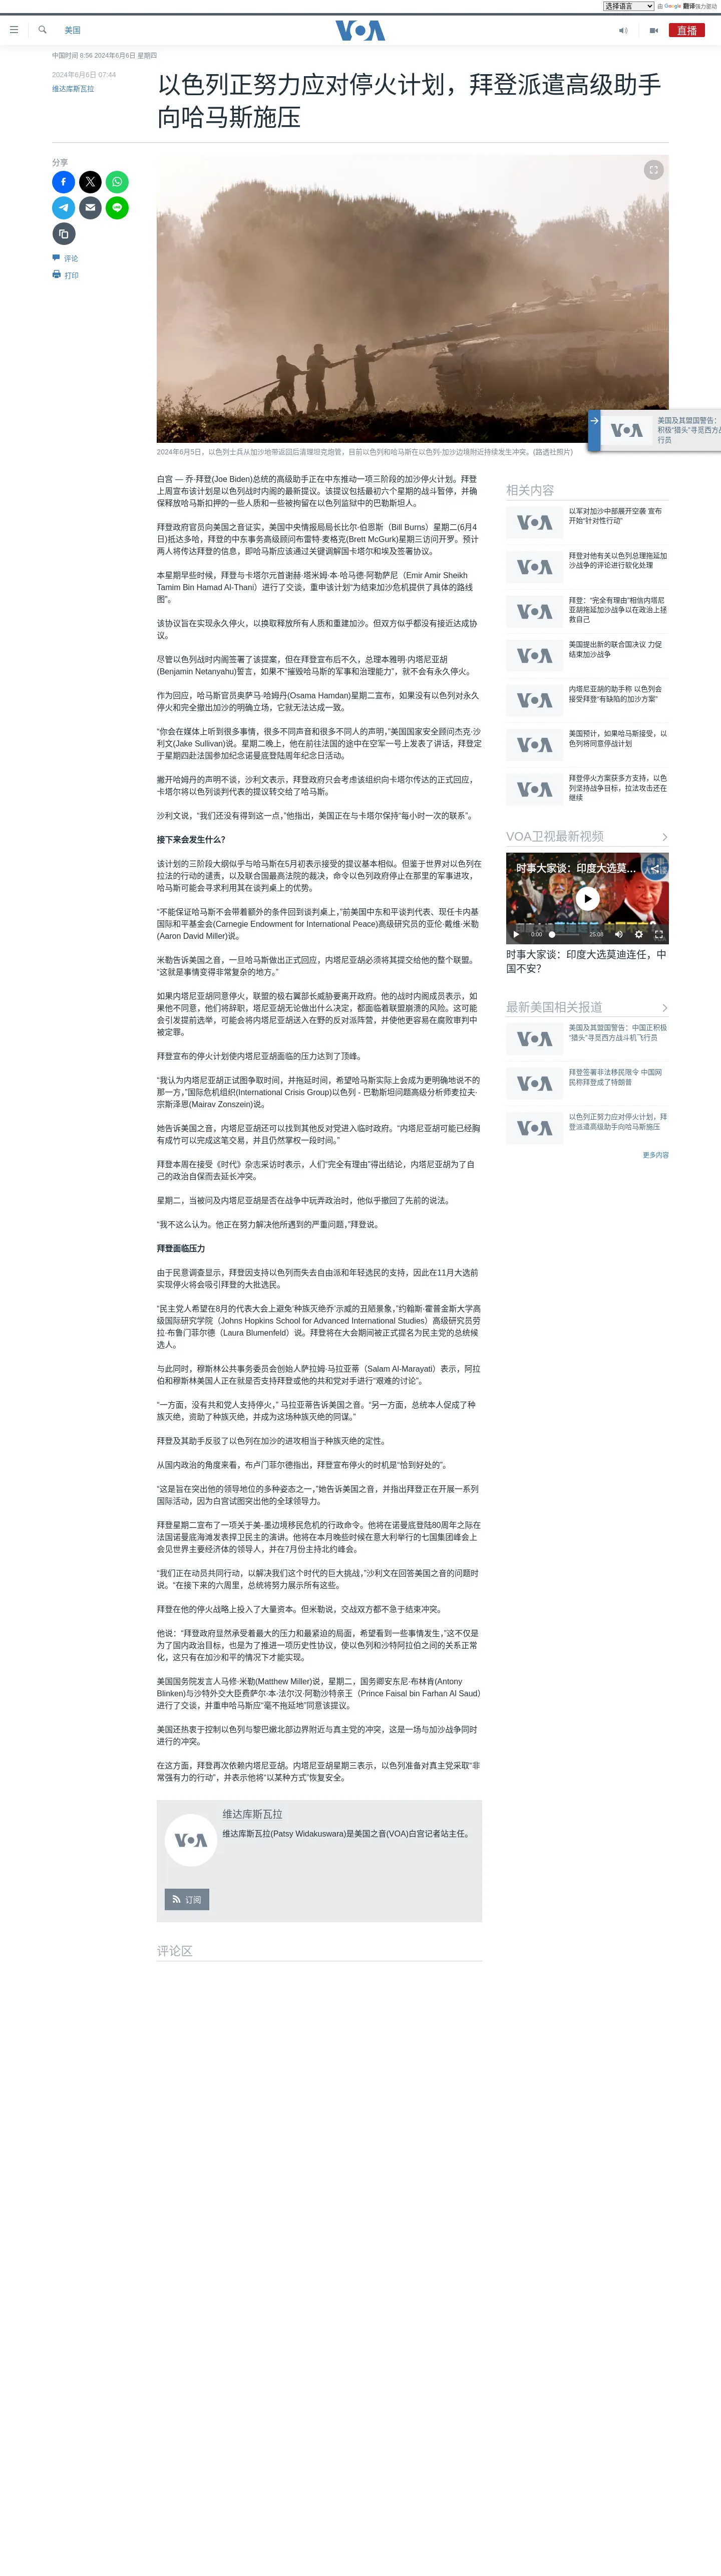 选择语言 由 Google 翻译强力驱动
美国
VOA
直播
中国时间 8:56 2024年6月6日 星期四
2024年6月6日 07:44
维达库斯瓦拉
以色列正努力应对停火计划，拜登派遣高级助手
向哈马斯施压
分享
评论
打印
2024年6月5日，以色列士兵从加沙地带返回后清理坦克炮管，目前以色列和哈马斯在以色列-加沙边境附近持续发生冲突。(路透社照片)
美国及其盟国警告：
积极“猎头”寻觅西方战
行员
白宫 — 乔·拜登(Joe Biden)总统的高级助手正在中东推动一项三阶段的加沙停火计划。拜登
上周宣布该计划是以色列战时内阁的最新提议。该提议包括最初六个星期的战斗暂停，并确
保释放哈马斯扣押的一些人质和一些被拘留在以色列监狱中的巴勒斯坦人。
拜登政府官员向美国之音证实，美国中央情报局局长比尔·伯恩斯（Bill Burns）星期二(6月4
日)抵达多哈，拜登的中东事务高级顾问布雷特·麦格克(Brett McGurk)星期三访问开罗。预计
两人将传达拜登的信息，即哈马斯应该通过关键调解国卡塔尔和埃及签署协议。
本星期早些时候，拜登与卡塔尔元首谢赫·塔米姆·本·哈马德·阿勒萨尼（Emir Amir Sheikh
Tamim Bin Hamad Al-Thani）进行了交谈，重申该计划“为结束加沙危机提供了具体的路线
图”。
该协议旨在实现永久停火，以换取释放所有人质和重建加沙。但双方似乎都没有接近达成协
议。
尽管以色列战时内阁签署了该提案，但在拜登宣布后不久，总理本雅明·内塔尼亚胡
(Benjamin Netanyahu)誓言，如果不“摧毁哈马斯的军事和治理能力”，就不会有永久停火。
作为回应，哈马斯官员奥萨马·哈姆丹(Osama Hamdan)星期二宣布，如果没有以色列对永久
停火和完全撤出加沙的明确立场，它就无法达成一致。
“你会在媒体上听到很多事情，很多不同声音和很多不同人的声明，”美国国家安全顾问杰克·沙
利文(Jake Sullivan)说。星期二晚上，他在前往法国的途中在空军一号上发表了讲话，拜登定
于星期四赴法国参加纪念诺曼底登陆周年纪念日活动。
撇开哈姆丹的声明不谈，沙利文表示，拜登政府只会考虑该组织向卡塔尔传达的正式回应，
卡塔尔将以色列谈判代表的提议转交给了哈马斯。
沙利文说，“我们还没有得到这一点，”他指出，美国正在与卡塔尔保持“每小时一次的联系”。
接下来会发生什么？
该计划的三阶段大纲似乎与哈马斯在5月初表示接受的提议基本相似。但鉴于世界对以色列在
拉法的行动的谴责，以及联合国最高法院的裁决，命令以色列政府停止在那里的军事进攻，
哈马斯可能会寻求利用其在谈判桌上的优势。
“不能保证哈马斯不会带着额外的条件回到谈判桌上，”前美国中东和平谈判代表、现任卡内基
国际和平基金会(Carnegie Endowment for International Peace)高级研究员的亚伦·戴维·米勒
(Aaron David Miller)说。
米勒告诉美国之音，一旦哈马斯做出正式回应，内塔尼亚胡必须将其提交给他的整个联盟。
“这就是事情变得非常复杂的地方。”
如果内塔尼亚胡同意停火，联盟的极右翼部长威胁要离开政府。他的战时内阁成员表示，如
果他不同意，他们将辞职，塔尼亚胡无论做出什么决定，都面临着联盟崩溃的风险。这可能
会引发提前选举，可能会将内塔尼亚胡送入在野的反对派阵营，并使他更容易在腐败审判中
被定罪。
拜登宣布的停火计划使内塔尼亚胡面临的压力达到了顶峰。
“我认为内塔尼亚胡正试图争取时间，并拖延时间，希望哈马斯实际上会成为更明确地说不的
那一方，”国际危机组织(International Crisis Group)以色列 - 巴勒斯坦问题高级分析师麦拉夫·
宗斯泽恩(Mairav Zonszein)说。
她告诉美国之音，内塔尼亚胡还可以找到其他反对党进入临时政府。“内塔尼亚胡可能已经胸
有成竹可以完成这笔交易，并且仍然掌权一段时间。”
拜登本周在接受《时代》杂志采访时表示，人们“完全有理由”得出结论，内塔尼亚胡为了自
己的政治自保而去延长冲突。
星期二，当被问及内塔尼亚胡是否在战争中玩弄政治时，他似乎撤回了先前的说法。
“我不这么认为。他正在努力解决他所遇到的严重问题，”拜登说。
拜登面临压力
由于民意调查显示，拜登因支持以色列而失去自由派和年轻选民的支持，因此在11月大选前
实现停火将会吸引拜登的大批选民。
“民主党人希望在8月的代表大会上避免‘种族灭绝乔’示威的丑陋景象，”约翰斯·霍普金斯大学高
级国际研究学院（Johns Hopkins School for Advanced International Studies）高级研究员劳
拉·布鲁门菲尔德（Laura Blumenfeld）说。拜登将在大会期间被正式提名为民主党的总统候
选人。
与此同时，穆斯林公共事务委员会创始人萨拉姆·马拉亚蒂（Salam Al-Marayati）表示，阿拉
伯和穆斯林美国人正在就是否支持拜登或他的共和党对手进行“艰难的讨论”。
“一方面，没有共和党人支持停火，” 马拉亚蒂告诉美国之音。“另一方面，总统本人促成了种
族灭绝，资助了种族灭绝，并成为这场种族灭绝的同谋。”
拜登及其助手反驳了以色列在加沙的进攻相当于种族灭绝的定性。
从国内政治的角度来看，布卢门菲尔德指出，拜登宣布停火的时机是“恰到好处的”。
“这是旨在突出他的领导地位的多种姿态之一，”她告诉美国之音，并指出拜登正在开展一系列
国际活动，因为白宫试图突出他的全球领导力。
拜登星期二宣布了一项关于美-墨边境移民危机的行政命令。他将在诺曼底登陆80周年之际在
法国诺曼底海滩发表捍卫民主的演讲。他将在本月晚些时候在意大利举行的七国集团峰会上
会见世界主要经济体的领导人，并在7月份主持北约峰会。
“我们正在动员共同行动，以解决我们这个时代的巨大挑战，”沙利文在回答美国之音的问题时
说。“在接下来的六周里，总统将努力展示所有这些。
拜登在他的停火战略上投入了大量资本。但米勒说，交战双方都不急于结束冲突。
他说：“拜登政府显然承受着最大的压力和最紧迫的局面，希望看到一些事情发生，”这不仅是
为了国内政治目标，也是为了推进一项历史性协议，使以色列和沙特阿拉伯之间的关系正常
化，这只有在加沙和平的情况下才能实现。
美国国务院发言人马修·米勒(Matthew Miller)说，星期二，国务卿安东尼·布林肯(Antony
Blinken)与沙特外交大臣费萨尔·本·法尔汉·阿勒沙特亲王（Prince Faisal bin Farhan Al Saud）
进行了交谈，并重申哈马斯应“毫不拖延地”同意该提议。
美国还热衷于控制以色列与黎巴嫩北部边界附近与真主党的冲突，这是一场与加沙战争同时
进行的冲突。
在这方面，拜登再次依赖内塔尼亚胡。内塔尼亚胡星期三表示，以色列准备对真主党采取“非
常强有力的行动”，并表示他将“以某种方式”恢复安全。
VOA
维达库斯瓦拉
维达库斯瓦拉(Patsy Widakuswara)是美国之音(VOA)白宫记者站主任。
订阅
评论区
相关内容
以军对加沙中部展开空袭 宣布
开始“针对性行动”
拜登对他有关以色列总理拖延加
沙战争的评论进行软化处理
拜登：“完全有理由”相信内塔尼
亚胡拖延加沙战争以在政治上拯
救自己
美国提出新的联合国决议 力促
结束加沙战争
内塔尼亚胡的助手称 以色列会
接受拜登“有缺陷的加沙方案”
美国预计，如果哈马斯接受，以
色列将同意停战计划
拜登停火方案获多方支持，以色
列坚持战争目标，拉法攻击还在
继续
VOA卫视最新视频
时事大家谈：印度大选莫...
0:00 25:08
时事大家谈：印度大选莫迪连任，中
国不安？
最新美国相关报道
美国及其盟国警告：中国正积极
“猎头”寻觅西方战斗机飞行员
拜登签署非法移民限令 中国网
民称拜登成了特朗普
以色列正努力应对停火计划，拜
登派遣高级助手向哈马斯施压
更多内容